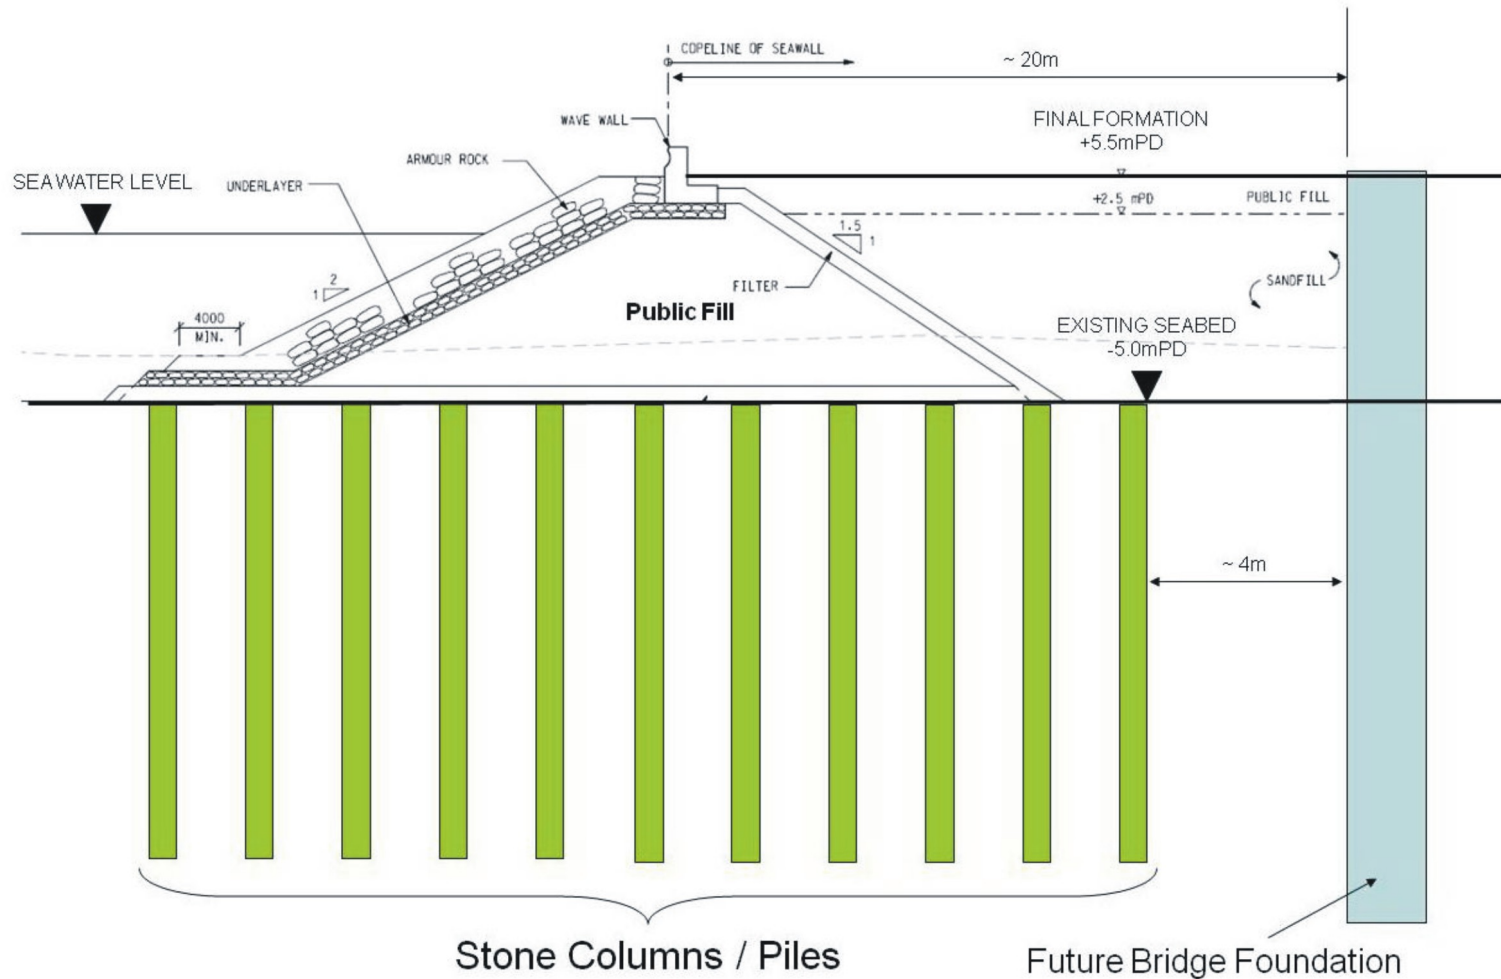 COPELINE OF SEAWALL
~ 20m
WAVE WALL
FINAL FORMATION
+5.5mPD
ARMOUR ROCK
SEAWATER LEVEL
UNDERLAYER
+2.5 mPD
PUBLIC FILL
1.5
1
FILTER
SANDFILL
2
1
Public Fill
4000
MIN.
EXISTING SEABED
-5.0mPD
~ 4m
Stone Columns / Piles
Future Bridge Foundation